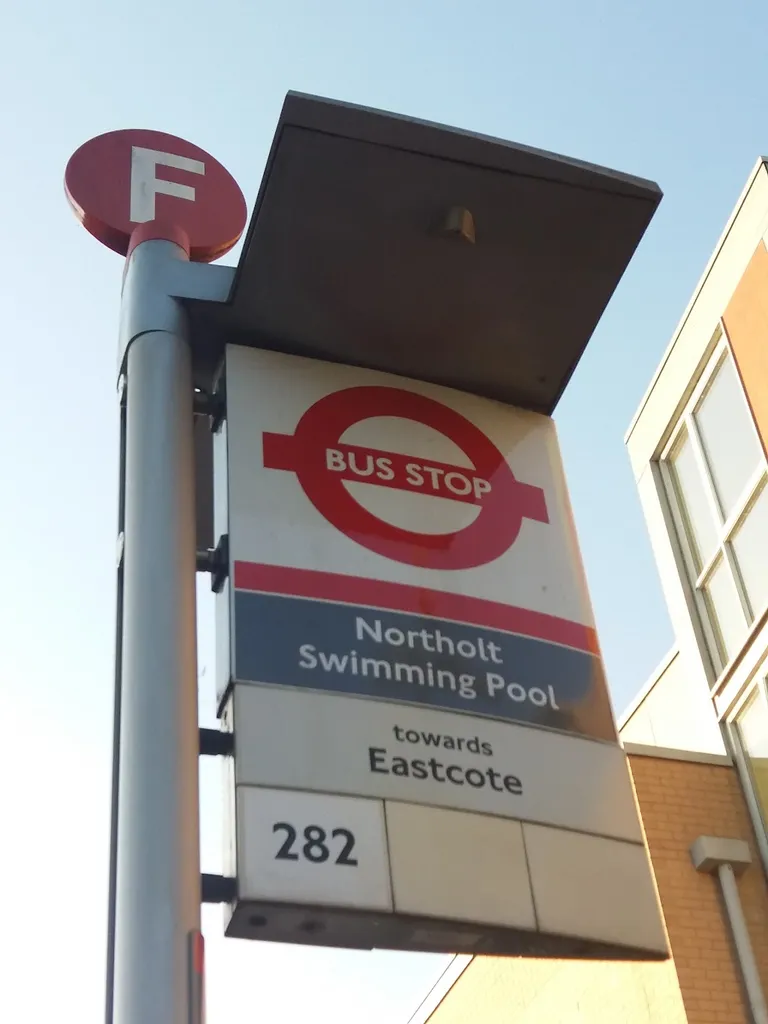 F
BUS STOP
Northolt
Swimming Pool
towards
Eastcote
282